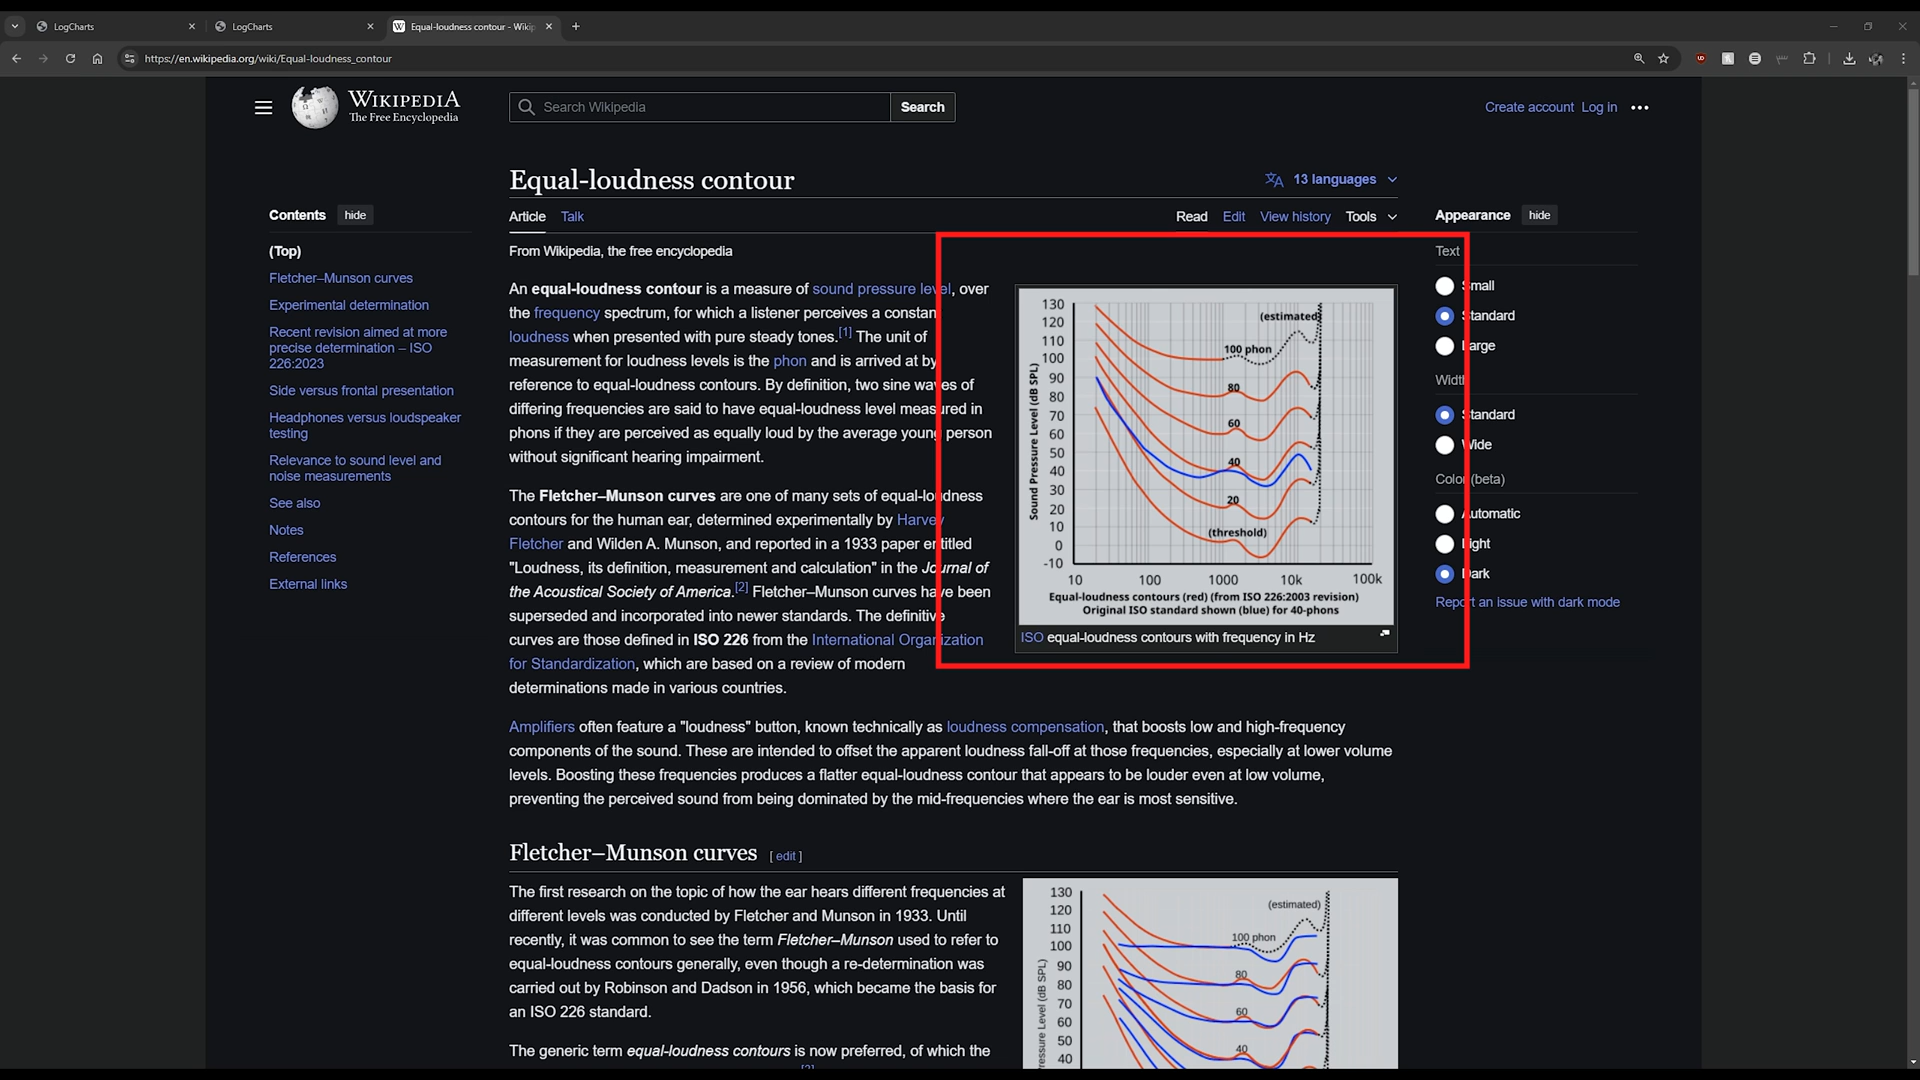 LogCharts
LogCharts
Equal-loudness contour - Wikip
https://en.wikipedia.org/wiki/Equal-loudness_contour
WIKIPEDIA
The Free Encyclopedia
Search Wikipedia
Search
Create account Log in
Equal-loudness contour
13 languages
Contents hide
(Top)
Fletcher–Munson curves
Experimental determination
Recent revision aimed at more
precise determination – ISO
226:2023
Side versus frontal presentation
Headphones versus loudspeaker
testing
Relevance to sound level and
noise measurements
See also
Notes
References
External links
Article Talk
Read Edit View history Tools
From Wikipedia, the free encyclopedia
An equal-loudness contour is a measure of sound pressure level, over
the frequency spectrum, for which a listener perceives a constan
loudness when presented with pure steady tones.[1] The unit of
measurement for loudness levels is the phon and is arrived at by
reference to equal-loudness contours. By definition, two sine waves of
differing frequencies are said to have equal-loudness level measured in
phons if they are perceived as equally loud by the average young person
without significant hearing impairment.
The Fletcher–Munson curves are one of many sets of equal-loudness
contours for the human ear, determined experimentally by Harvey
Fletcher and Wilden A. Munson, and reported in a 1933 paper entitled
"Loudness, its definition, measurement and calculation" in the Journal of
the Acoustical Society of America.[2] Fletcher–Munson curves have been
superseded and incorporated into newer standards. The definitive
curves are those defined in ISO 226 from the International Organization
for Standardization, which are based on a review of modern
determinations made in various countries.
130
120
110
100
90
80
70
60
50
40
30
20
10
0
-10
Sound Pressure Level (dB SPL)
(estimated)
100 phon
80
60
40
20
(threshold)
10 100 1000 10k 100k
Equal-loudness contours (red) (from ISO 226:2003 revision)
Original ISO standard shown (blue) for 40-phons
ISO equal-loudness contours with frequency in Hz
Appearance hide
Text
Small
Standard
Large
Width
Standard
Wide
Color (beta)
Automatic
Light
Dark
Report an issue with dark mode
Amplifiers often feature a "loudness" button, known technically as loudness compensation, that boosts low and high-frequency
components of the sound. These are intended to offset the apparent loudness fall-off at those frequencies, especially at lower volume
levels. Boosting these frequencies produces a flatter equal-loudness contour that appears to be louder even at low volume,
preventing the perceived sound from being dominated by the mid-frequencies where the ear is most sensitive.
Fletcher–Munson curves [ edit ]
The first research on the topic of how the ear hears different frequencies at
different levels was conducted by Fletcher and Munson in 1933. Until
recently, it was common to see the term Fletcher–Munson used to refer to
equal-loudness contours generally, even though a re-determination was
carried out by Robinson and Dadson in 1956, which became the basis for
an ISO 226 standard.
The generic term equal-loudness contours is now preferred, of which the
130
120
110
100
90
80
70
60
50
40
ressure Level (dB SPL)
(estimated)
100 phon
80
60
40